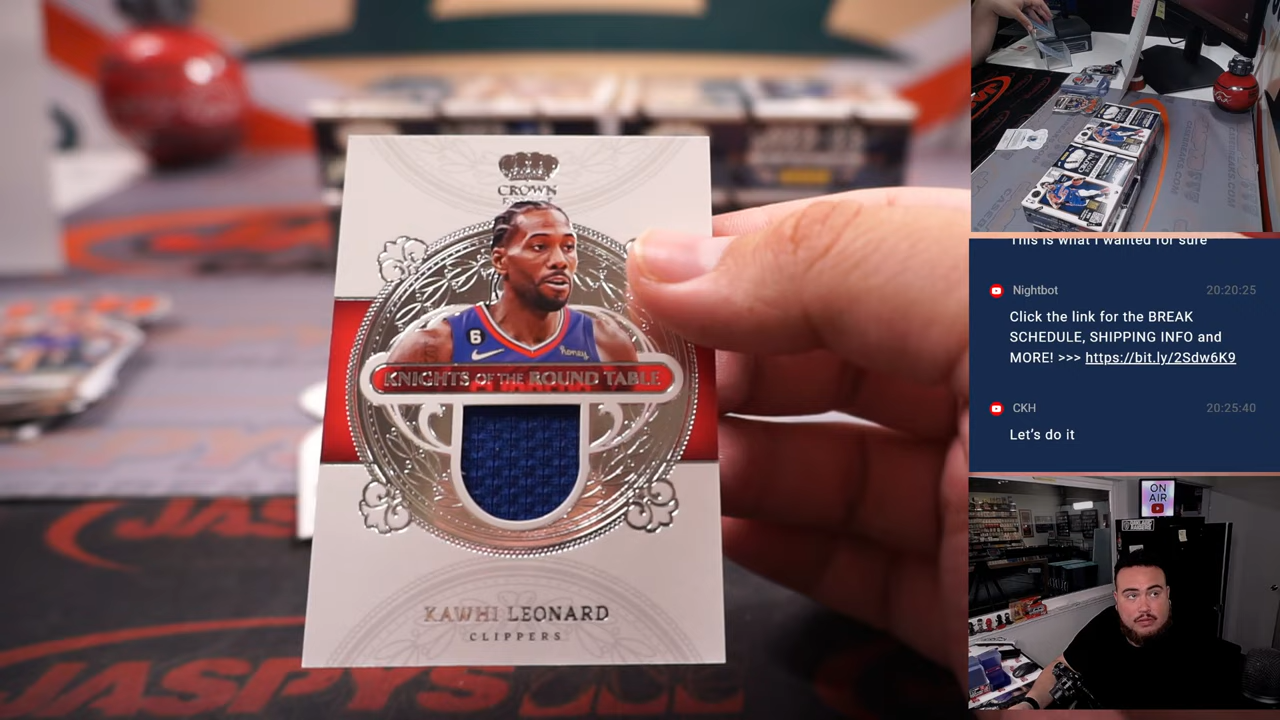 CROWN
6
honey
KNIGHTS OF THE ROUND TABLE
KAWHI LEONARD
CLIPPERS
JASPYS
This is what I wanted for sure
Nightbot
20:20:25
Click the link for the BREAK
SCHEDULE, SHIPPING INFO and
MORE! >>> https://bit.ly/2Sdw6K9
CKH
20:25:40
Let's do it
ON
AIR